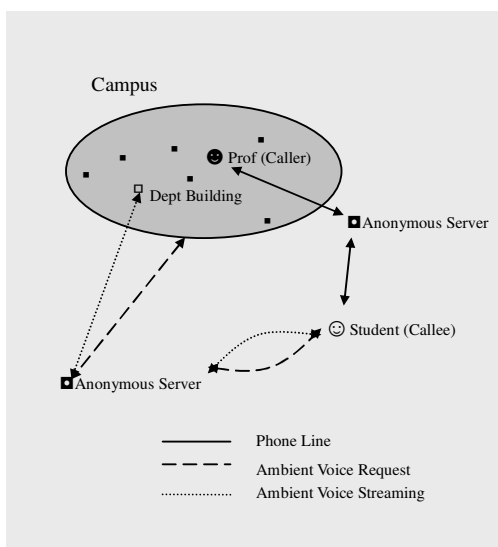 Campus
Prof (Caller)
Dept Building
Anonymous Server
Student (Callee)
Anonymous Server
Phone Line
Ambient Voice Request
Ambient Voice Streaming